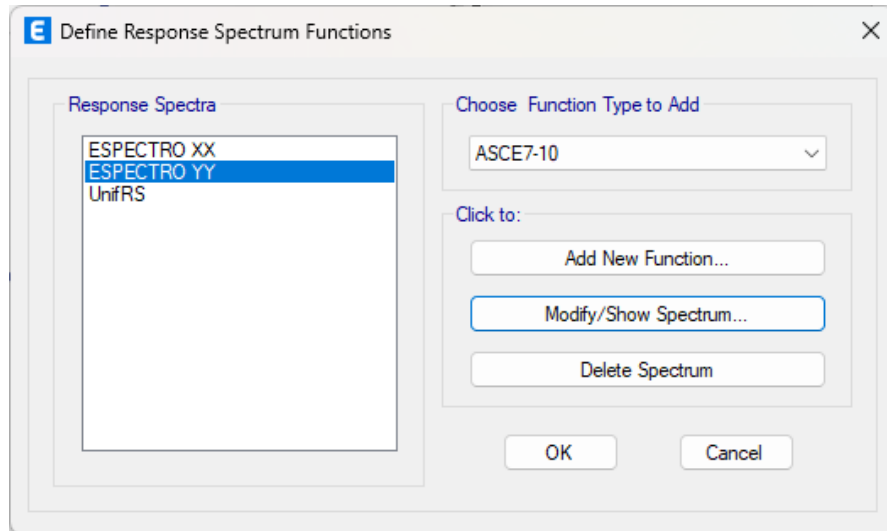 E Define Response Spectrum Functions
Response Spectra
ESPECTRO XX
ESPECTRO YY
UnifRS
Choose Function Type to Add
ASCE7-10
Click to:
Add New Function...
Modify/Show Spectrum...
Delete Spectrum
OK
Cancel